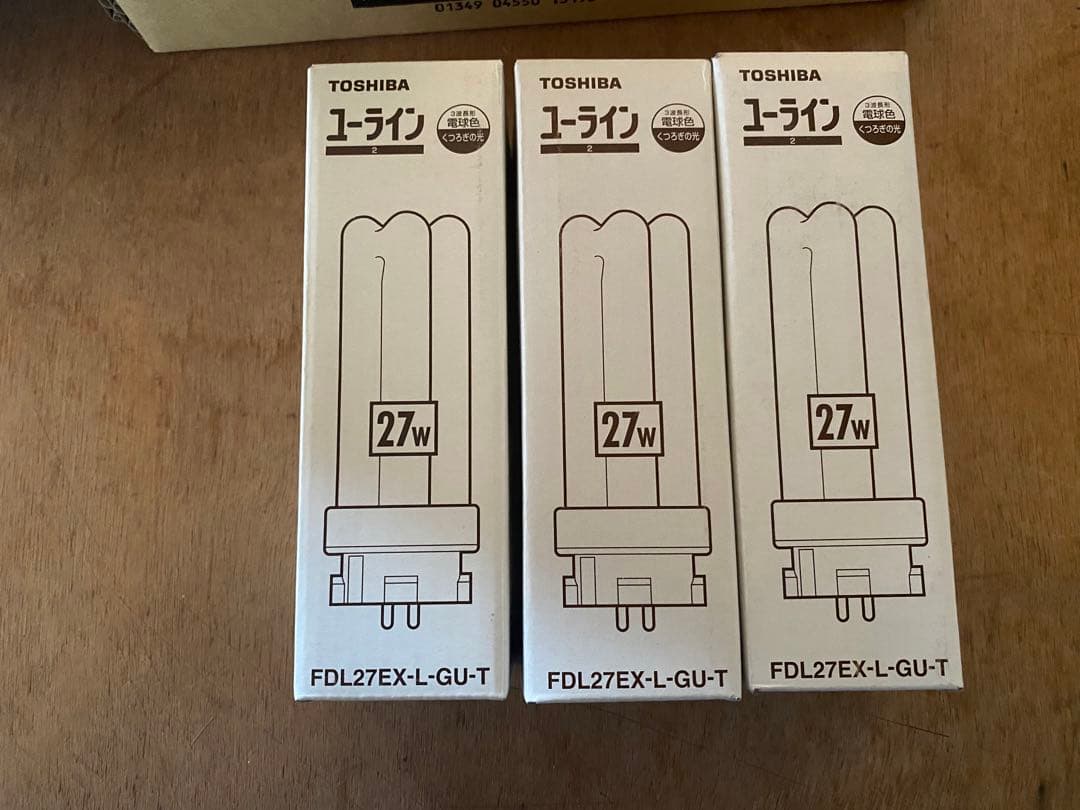 01349 04550
TOSHIBA
ユーライン
2
3波長形
電球色
くつろぎの光
27W
FDL27EX-L-GU-T
TOSHIBA
ユーライン
2
3波長形
電球色
くつろぎの光
27W
FDL27EX-L-GU-T
TOSHIBA
ユーライン
2
3波長形
電球色
くつろぎの光
27W
FDL27EX-L-GU-T